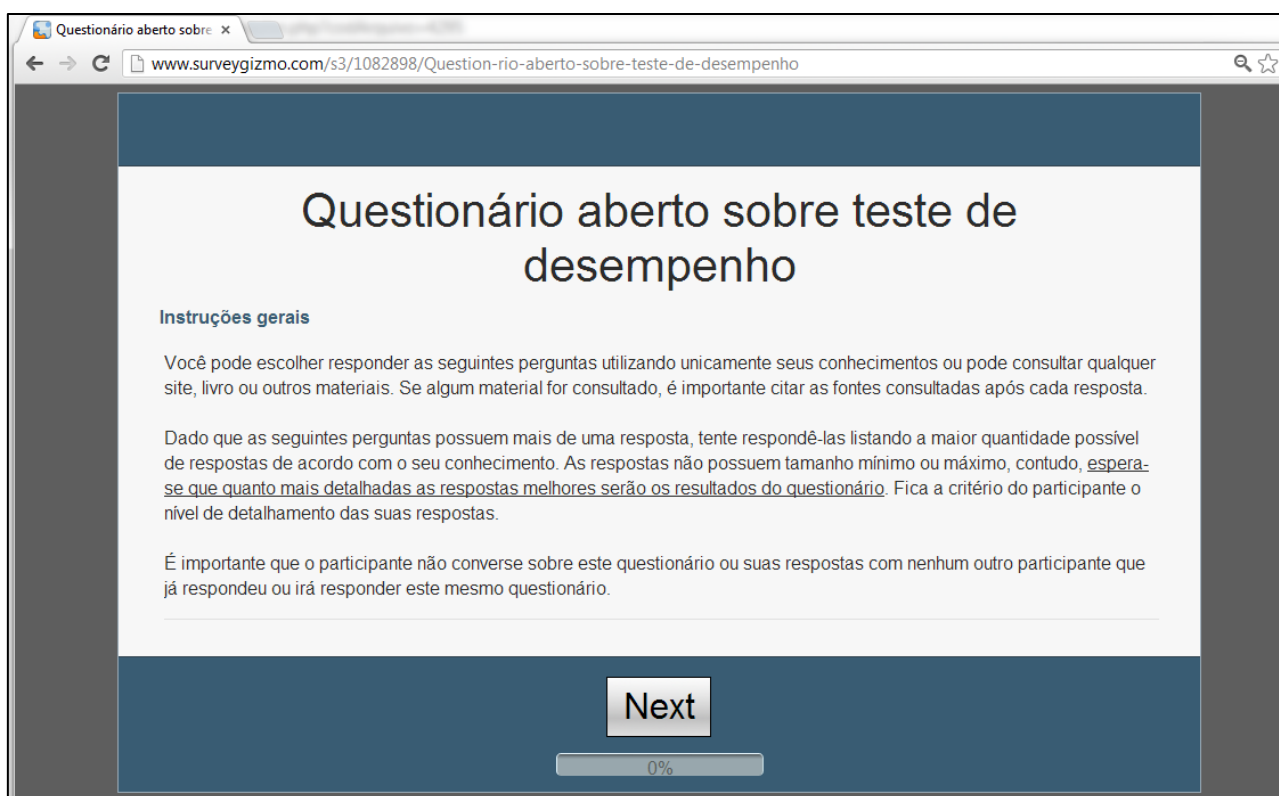 Questionário aberto sobre
www.surveygizmo.com/s3/1082898/Question-rio-aberto-sobre-teste-de-desempenho
Questionário aberto sobre teste de
desempenho
Instruções gerais
Você pode escolher responder as seguintes perguntas utilizando unicamente seus conhecimentos ou pode consultar qualquer
site, livro ou outros materiais. Se algum material for consultado, é importante citar as fontes consultadas após cada resposta.
Dado que as seguintes perguntas possuem mais de uma resposta, tente respondê-las listando a maior quantidade possível
de respostas de acordo com o seu conhecimento. As respostas não possuem tamanho mínimo ou máximo, contudo, espera-
se que quanto mais detalhadas as respostas melhores serão os resultados do questionário. Fica a critério do participante o
nível de detalhamento das suas respostas.
É importante que o participante não converse sobre este questionário ou suas respostas com nenhum outro participante que
já respondeu ou irá responder este mesmo questionário.
Next
0%